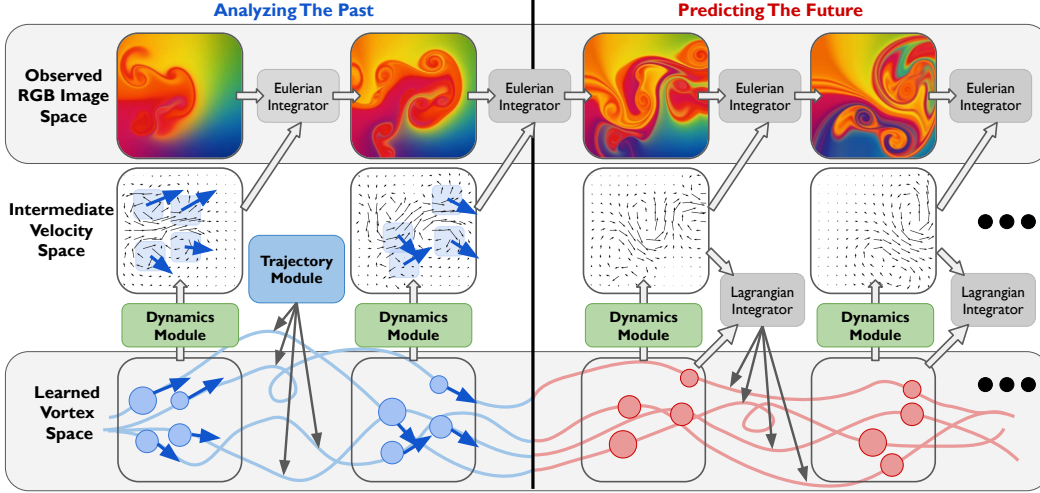 Analyzing The Past
Predicting The Future
Observed
RGB Image
Space
Eulerian
Integrator
Eulerian
Integrator
Eulerian
Integrator
Eulerian
Integrator
Intermediate
Velocity
Space
Trajectory
Module
Lagrangian
Integrator
Lagrangian
Integrator
Dynamics
Module
Dynamics
Module
Dynamics
Module
Dynamics
Module
Learned
Vortex
Space